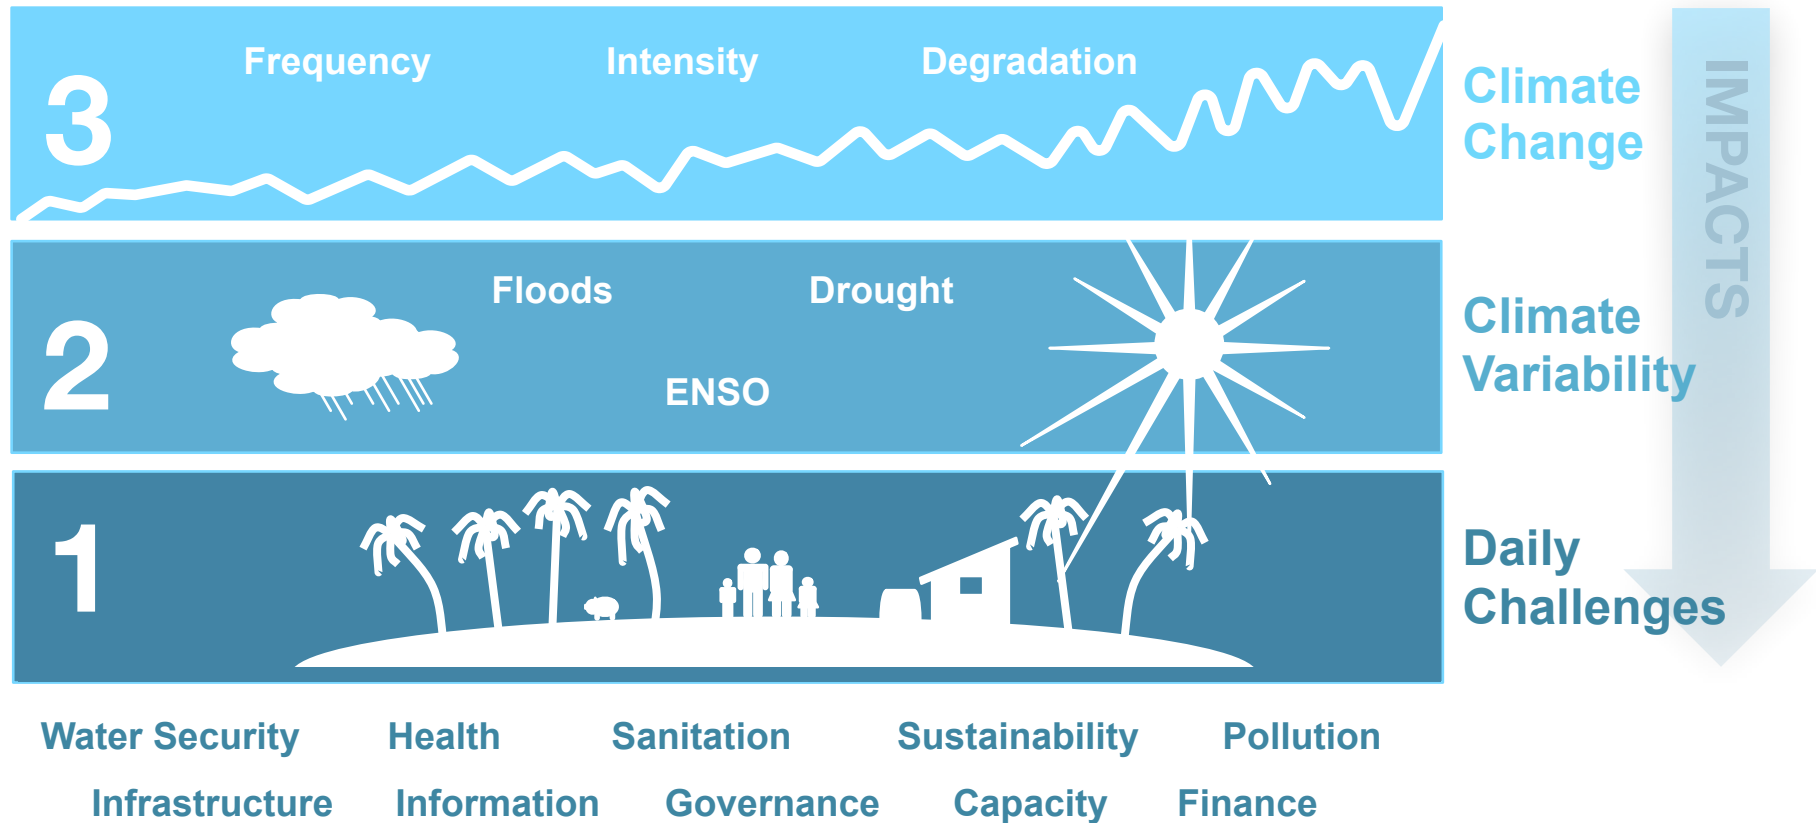 3
Frequency Intensity Degradation
Climate
Change
IMPACTS
2
Floods Drought
ENSO
Climate
Variability
1
Daily
Challenges
Water Security Health Sanitation Sustainability Pollution
Infrastructure Information Governance Capacity Finance